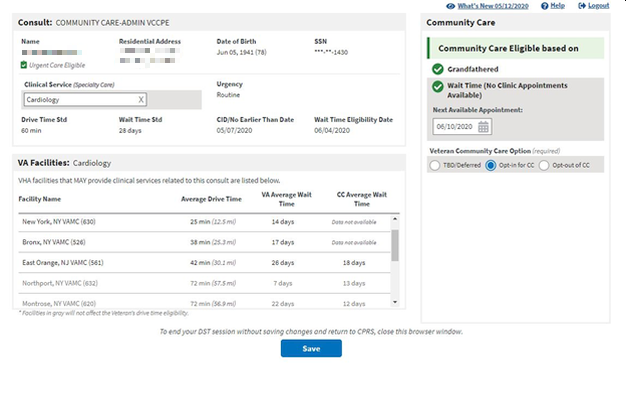 What's New 05/12/2020 Help Logout
Consult: COMMUNITY CARE-ADMIN VCCPE
Name Residential Address Date of Birth SSN
Jun 05, 1941 (78) ***-**-1430
Urgent Care Eligible
Clinical Service (Specialty Care) Urgency
Cardiology X Routine
Drive Time Std Wait Time Std CID/No Earlier Than Date Wait Time Eligibility Date
60 min 28 days 05/07/2020 06/04/2020
VA Facilities: Cardiology
VHA facilities that MAY provide clinical services related to this consult are listed below.
Facility Name Average Drive Time VA Average Wait Time CC Average Wait Time
New York, NY VAMC (630) 25 min (12.5 mi) 14 days Data not available
Bronx, NY VAMC (526) 38 min (25.3 mi) 17 days Data not available
East Orange, NJ VAMC (561) 42 min (30.1 mi) 26 days 18 days
Northport, NY VAMC (632) 72 min (57.5 mi) 7 days 13 days
Montrose, NY VAMC (620) 72 min (56.9 mi) 22 days 12 days
* Facilities in gray will not affect the Veteran's drive time eligibility.
Community Care
Community Care Eligible based on
Grandfathered
Wait Time (No Clinic Appointments
Available)
Next Available Appointment:
06/10/2020
Veteran Community Care Option (required)
TBD/Deferred Opt-in for CC Opt-out of CC
To end your DST session without saving changes and return to CPRS, close this browser window.
Save